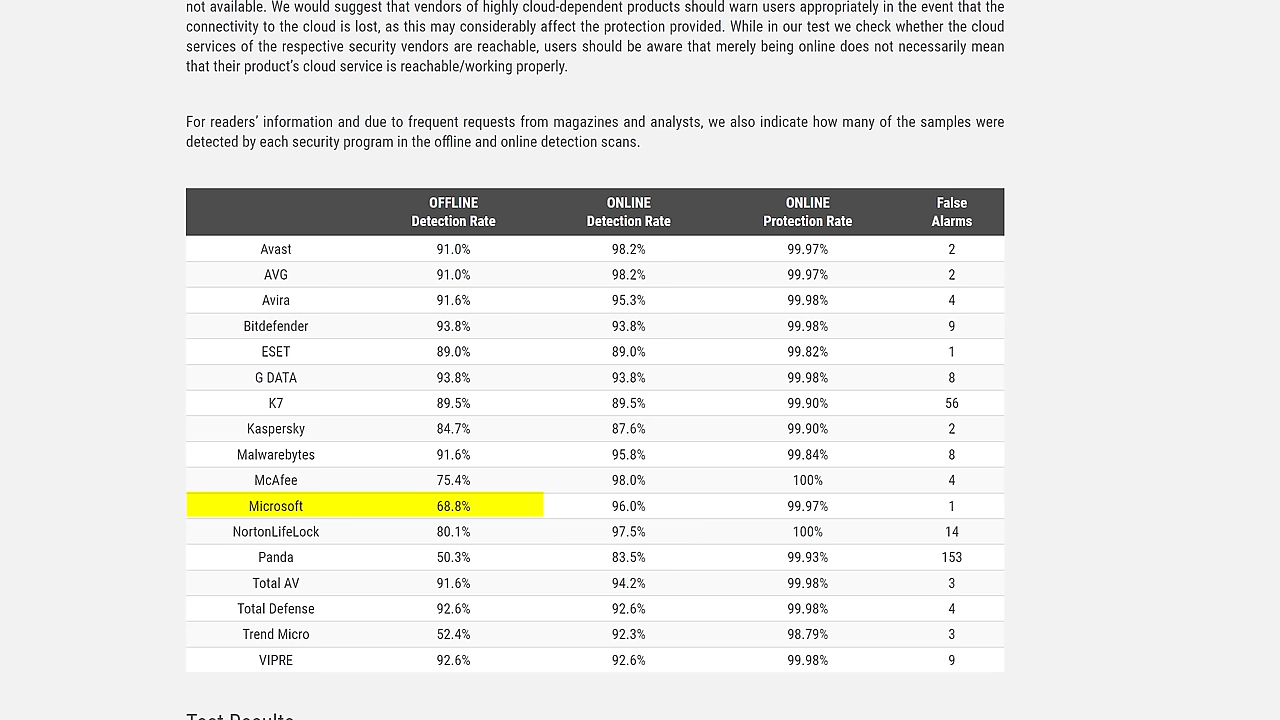 not available. We would suggest that vendors of highly cloud-dependent products should warn users appropriately in the event that the
connectivity to the cloud is lost, as this may considerably affect the protection provided. While in our test we check whether the cloud
services of the respective security vendors are reachable, users should be aware that merely being online does not necessarily mean
that their product's cloud service is reachable/working properly.
For readers' information and due to frequent requests from magazines and analysts, we also indicate how many of the samples were
detected by each security program in the offline and online detection scans.
OFFLINE ONLINE ONLINE False
Detection Rate Detection Rate Protection Rate Alarms
Avast 91.0% 98.2% 99.97% 2
AVG 91.0% 98.2% 99.97% 2
Avira 91.6% 95.3% 99.98% 4
Bitdefender 93.8% 93.8% 99.98% 9
ESET 89.0% 89.0% 99.82% 1
G DATA 93.8% 93.8% 99.98% 8
K7 89.5% 89.5% 99.90% 56
Kaspersky 84.7% 87.6% 99.90% 2
Malwarebytes 91.6% 95.8% 99.84% 8
McAfee 75.4% 98.0% 100% 4
Microsoft 68.8% 96.0% 99.97% 1
NortonLifeLock 80.1% 97.5% 100% 14
Panda 50.3% 83.5% 99.93% 153
Total AV 91.6% 94.2% 99.98% 3
Total Defense 92.6% 92.6% 99.98% 4
Trend Micro 52.4% 92.3% 98.79% 3
VIPRE 92.6% 92.6% 99.98% 9
Test Results